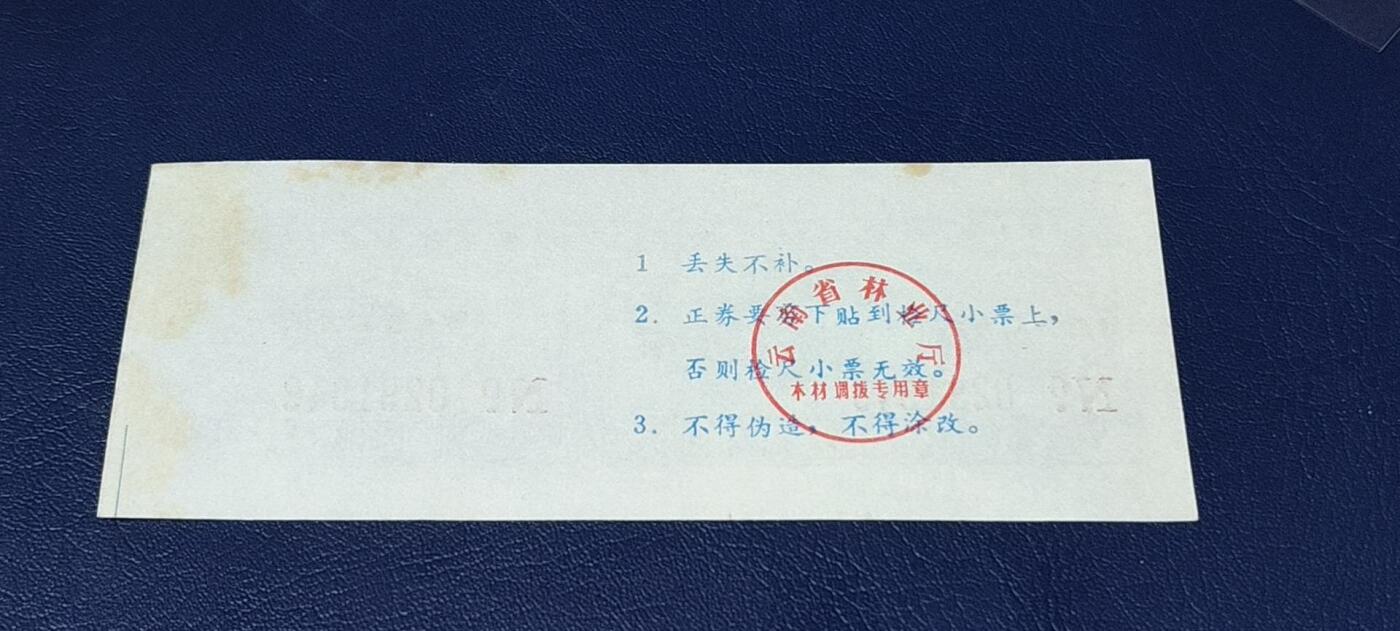 1 丢失不补。
2. 正券要剪下贴到检尺小票上,
否则检尺小票无效。
3. 不得伪造, 不得涂改。
云南省林业厅
木材调拨专用章